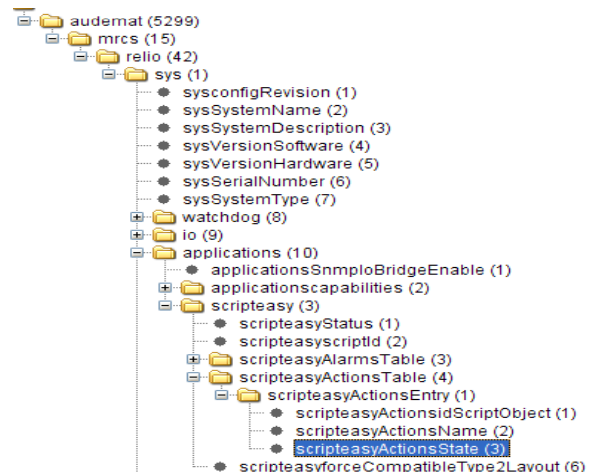 audemat (5299)
mrcs (15)
relio (42)
sys (1)
sysconfigRevision (1)
sysSystemName (2)
sysSystemDescription (3)
sysVersionSoftware (4)
sysVersionHardware (5)
sysSerialNumber (6)
sysSystemType (7)
watchdog (8)
io (9)
applications (10)
applicationsSnmpIoBridgeEnable (1)
applicationscapabilities (2)
scripteasy (3)
scripteasyStatus (1)
scripteasyscriptId (2)
scripteasyAlarmsTable (3)
scripteasyActionsTable (4)
scripteasyActionsEntry (1)
scripteasyActionsidScriptObject (1)
scripteasyActionsName (2)
scripteasyActionsState (3)
scripteasyforceCompatibleType2Layout (6)